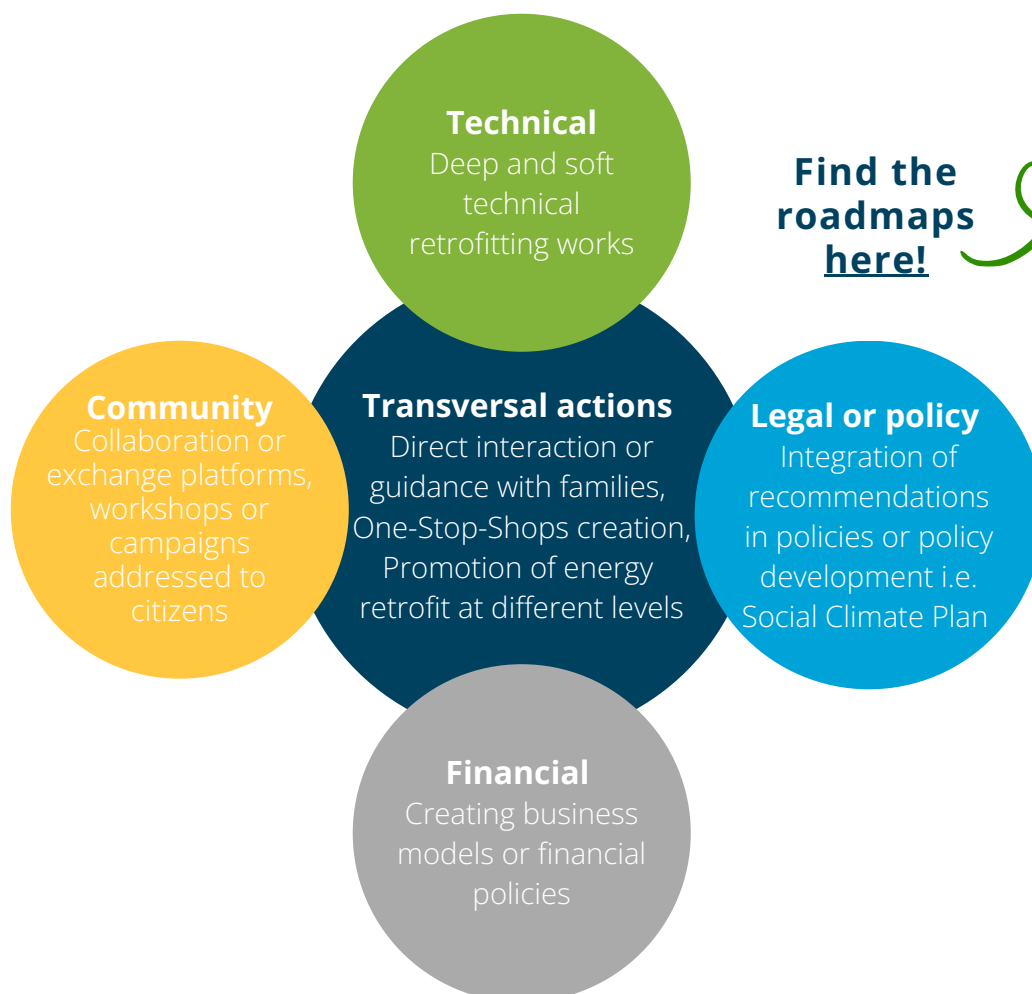 Technical
Deep and soft
technical
retrofitting works
Find the
roadmaps
here!
Community
Collaboration or
exchange platforms,
workshops or
campaigns
addressed to
citizens
Transversal actions
Direct interaction or
guidance with families,
One-Stop-Shops creation,
Promotion of energy
retrofit at different levels
Legal or policy
Integration of
recommendations
in policies or policy
development i.e.
Social Climate Plan
Financial
Creating business
models or financial
policies